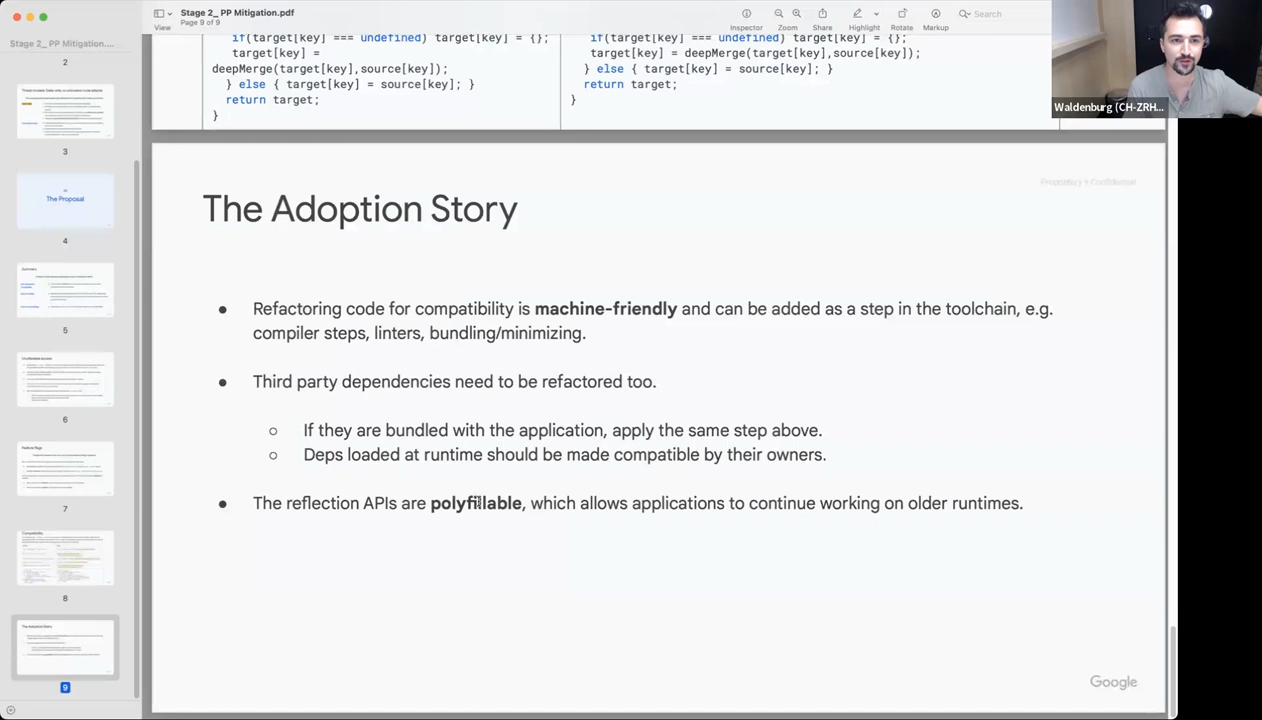 Stage 2_ PP Mitigation.pdf
Page 9 of 9
View
Inspector
Zoom
Share
Highlight
Rotate
Markup
Search
Stage 2_ PP Mitigation....
2
3
The Proposal
4
Summary
5
6
7
Compatibility
8
The Adoption Story
9
if(target[key] === undefined) target[key] = {};
target[key] =
deepMerge(target[key],source[key]);
} else { target[key] = source[key]; }
return target;
}
if(target[key] === undefined) target[key] = {};
target[key] = deepMerge(target[key],source[key]);
} else { target[key] = source[key]; }
return target;
}
Waldenburg (CH-ZRH...
Proprietary + Confidential
The Adoption Story
● Refactoring code for compatibility is machine-friendly and can be added as a step in the toolchain, e.g.
compiler steps, linters, bundling/minimizing.
● Third party dependencies need to be refactored too.
○ If they are bundled with the application, apply the same step above.
○ Deps loaded at runtime should be made compatible by their owners.
● The reflection APIs are polyfillable, which allows applications to continue working on older runtimes.
Google